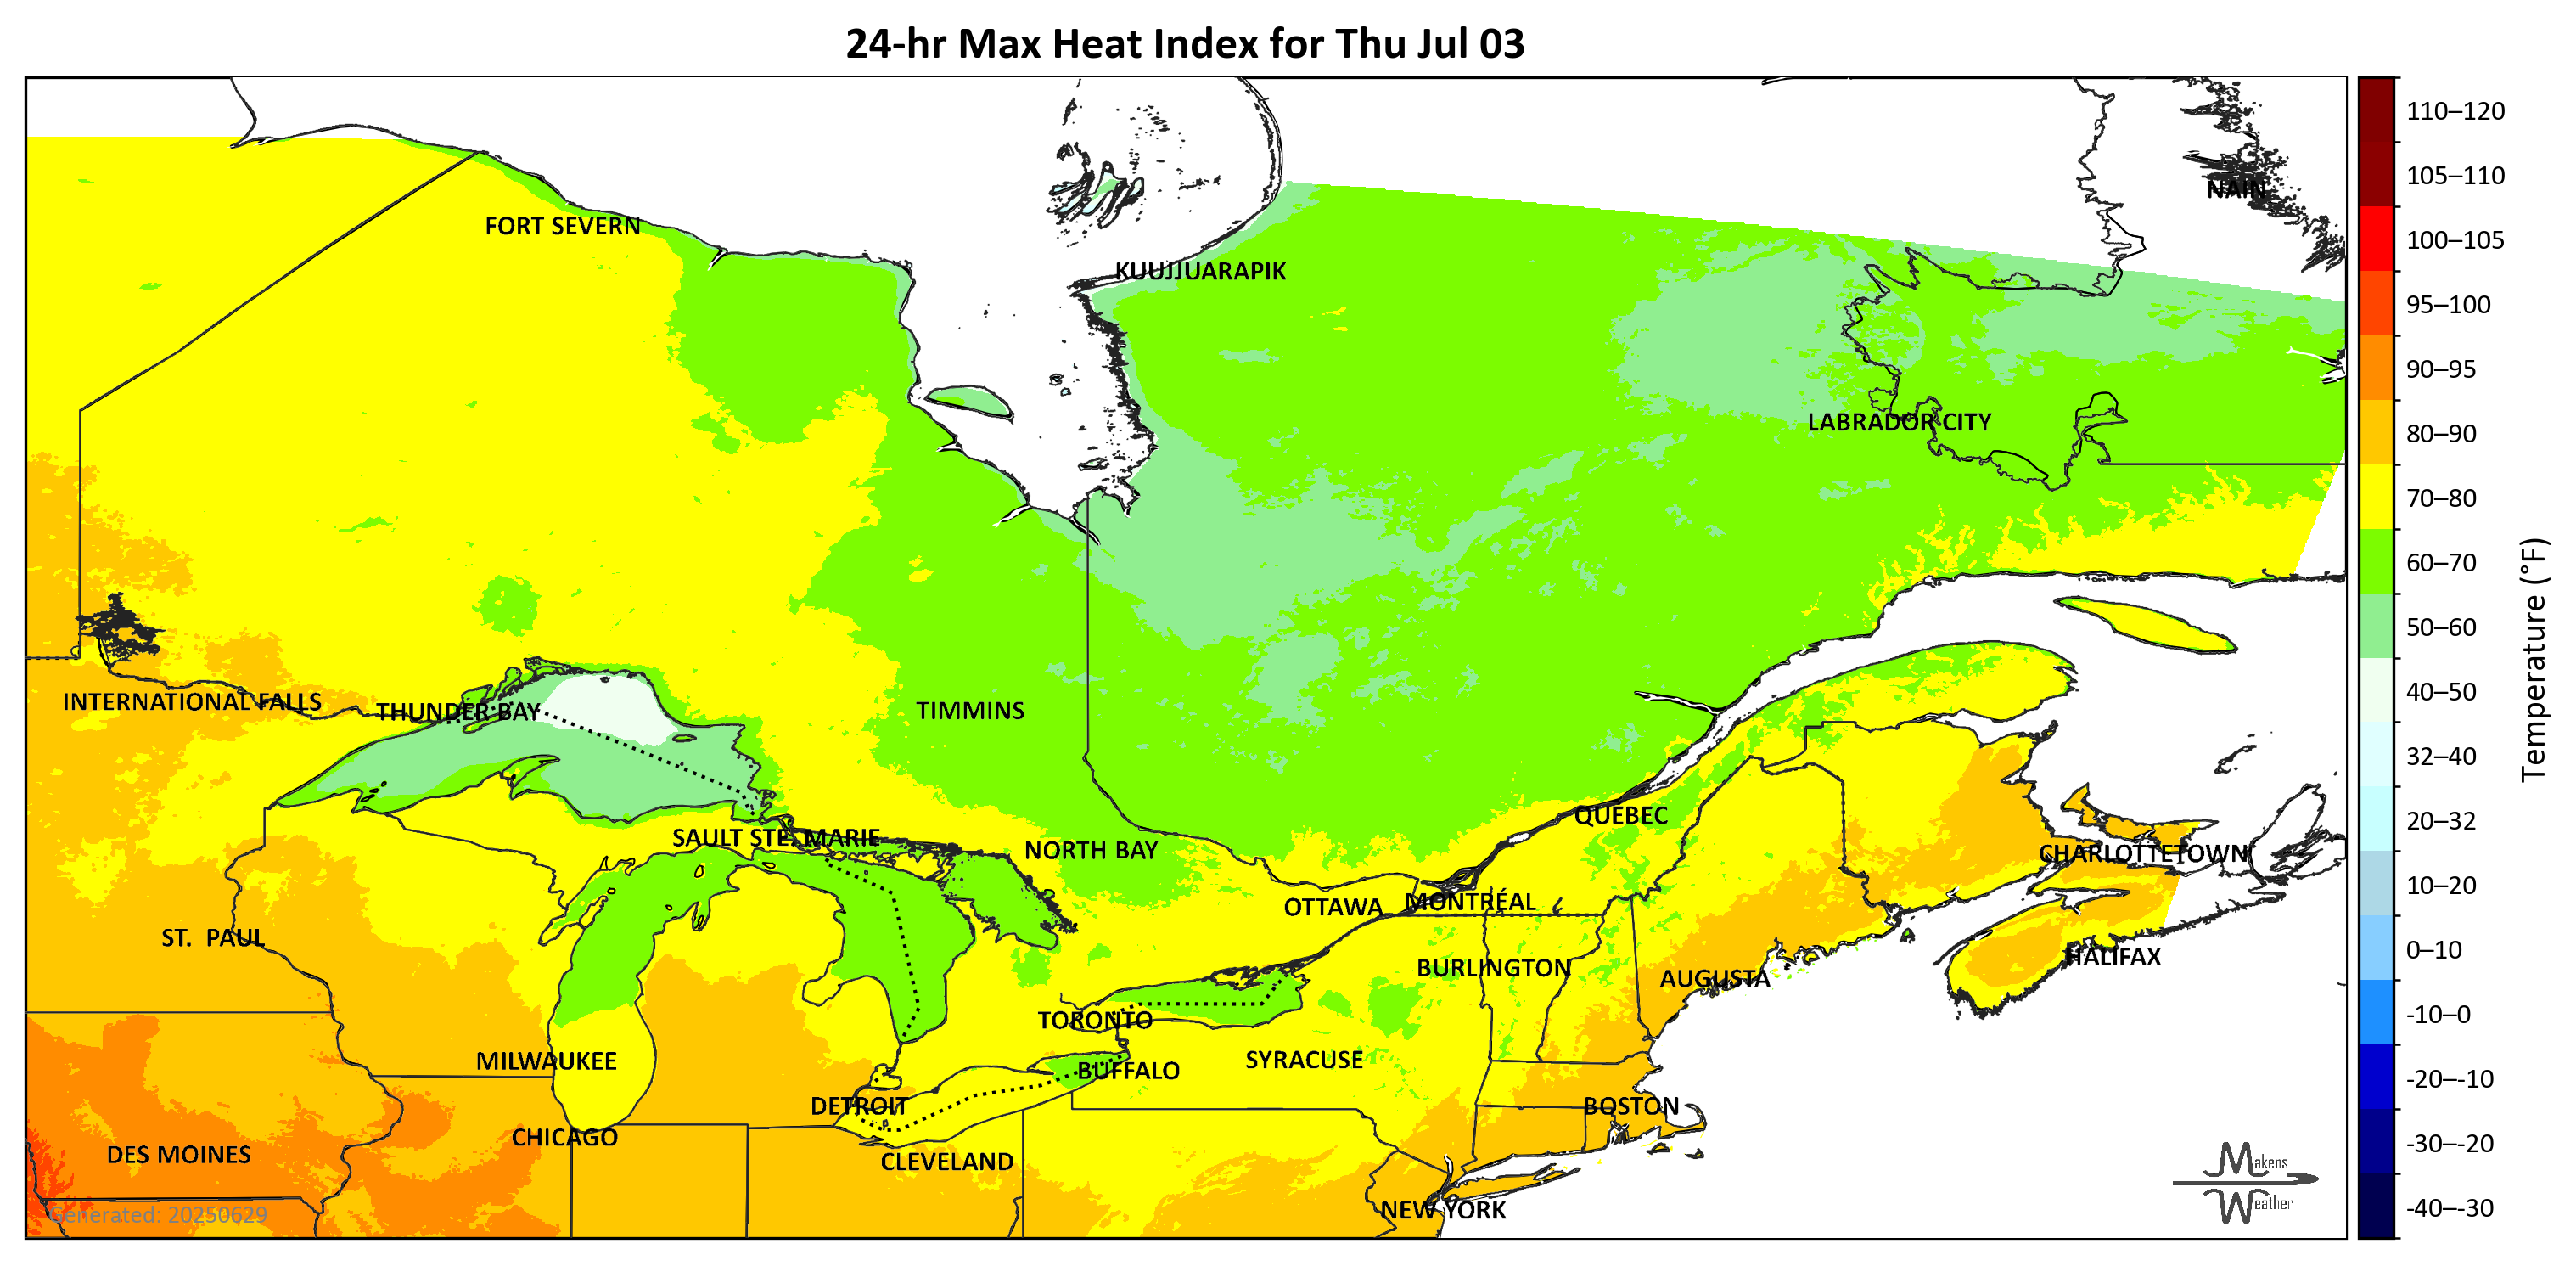 24-hr Max Heat Index for Thu Jul 03
NAIN
FORT SEVERN
KUUJJUARAPIK
LABRADOR CITY
INTERNATIONAL FALLS
THUNDER BAY
TIMMINS
QUEBEC
SAULT STE. MARIE
NORTH BAY
CHARLOTTETOWN
OTTAWA
MONTRÉAL
ST. PAUL
HALIFAX
BURLINGTON
AUGUSTA
TORONTO
MILWAUKEE
SYRACUSE
BUFFALO
DETROIT
BOSTON
CHICAGO
DES MOINES
CLEVELAND
NEW YORK
Generated: 20250629
Makens
Weather
110–120
105–110
100–105
95–100
90–95
80–90
70–80
60–70
50–60
40–50
32–40
20–32
10–20
0–10
-10–0
-20–-10
-30–-20
-40–-30
Temperature (°F)